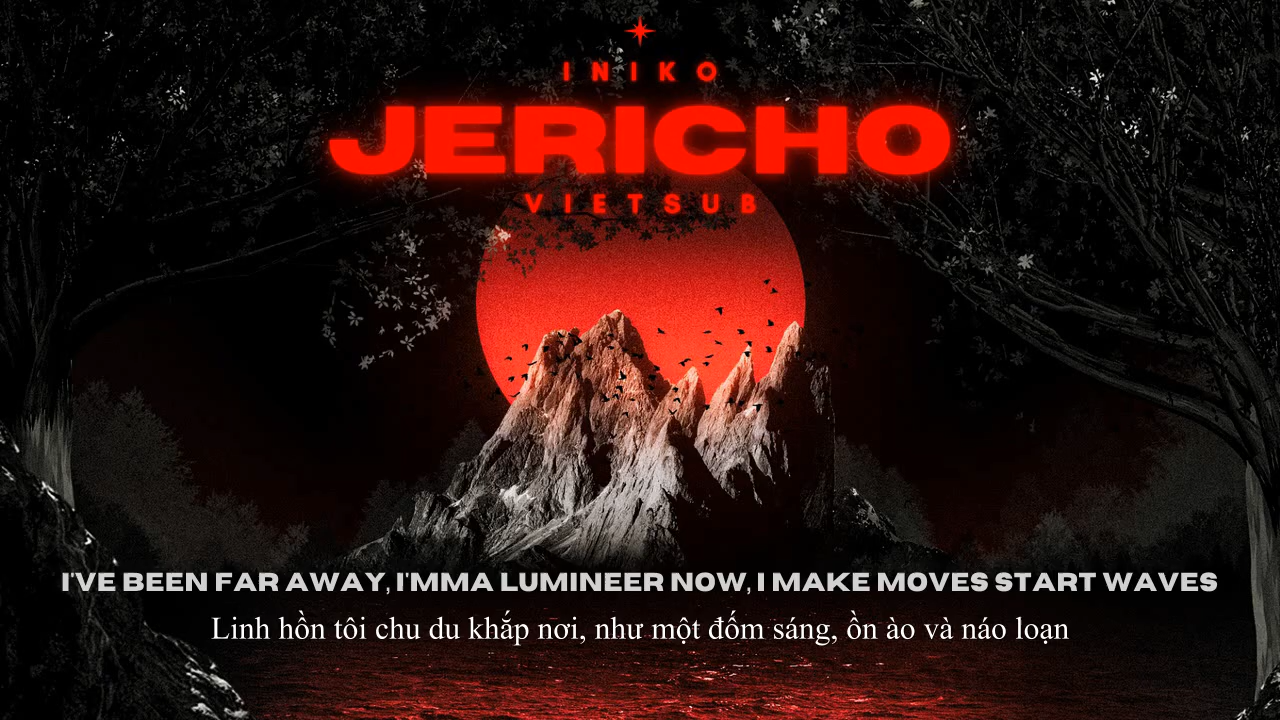 INIKO
JERICHO
VIETSUB
I'VE BEEN FAR AWAY, I'MMA LUMINEER NOW, I MAKE MOVES START WAVES
Linh hồn tôi chu du khắp nơi, như một đốm sáng, ồn ào và náo loạn